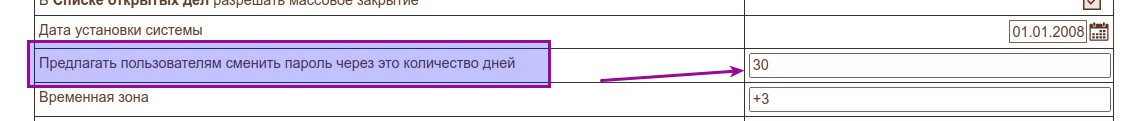 В Списке открытых дел разрешать массовое закрытие
Дата установки системы 01.01.2008
Предлагать пользователям сменить пароль через это количество дней 30
Временная зона +3